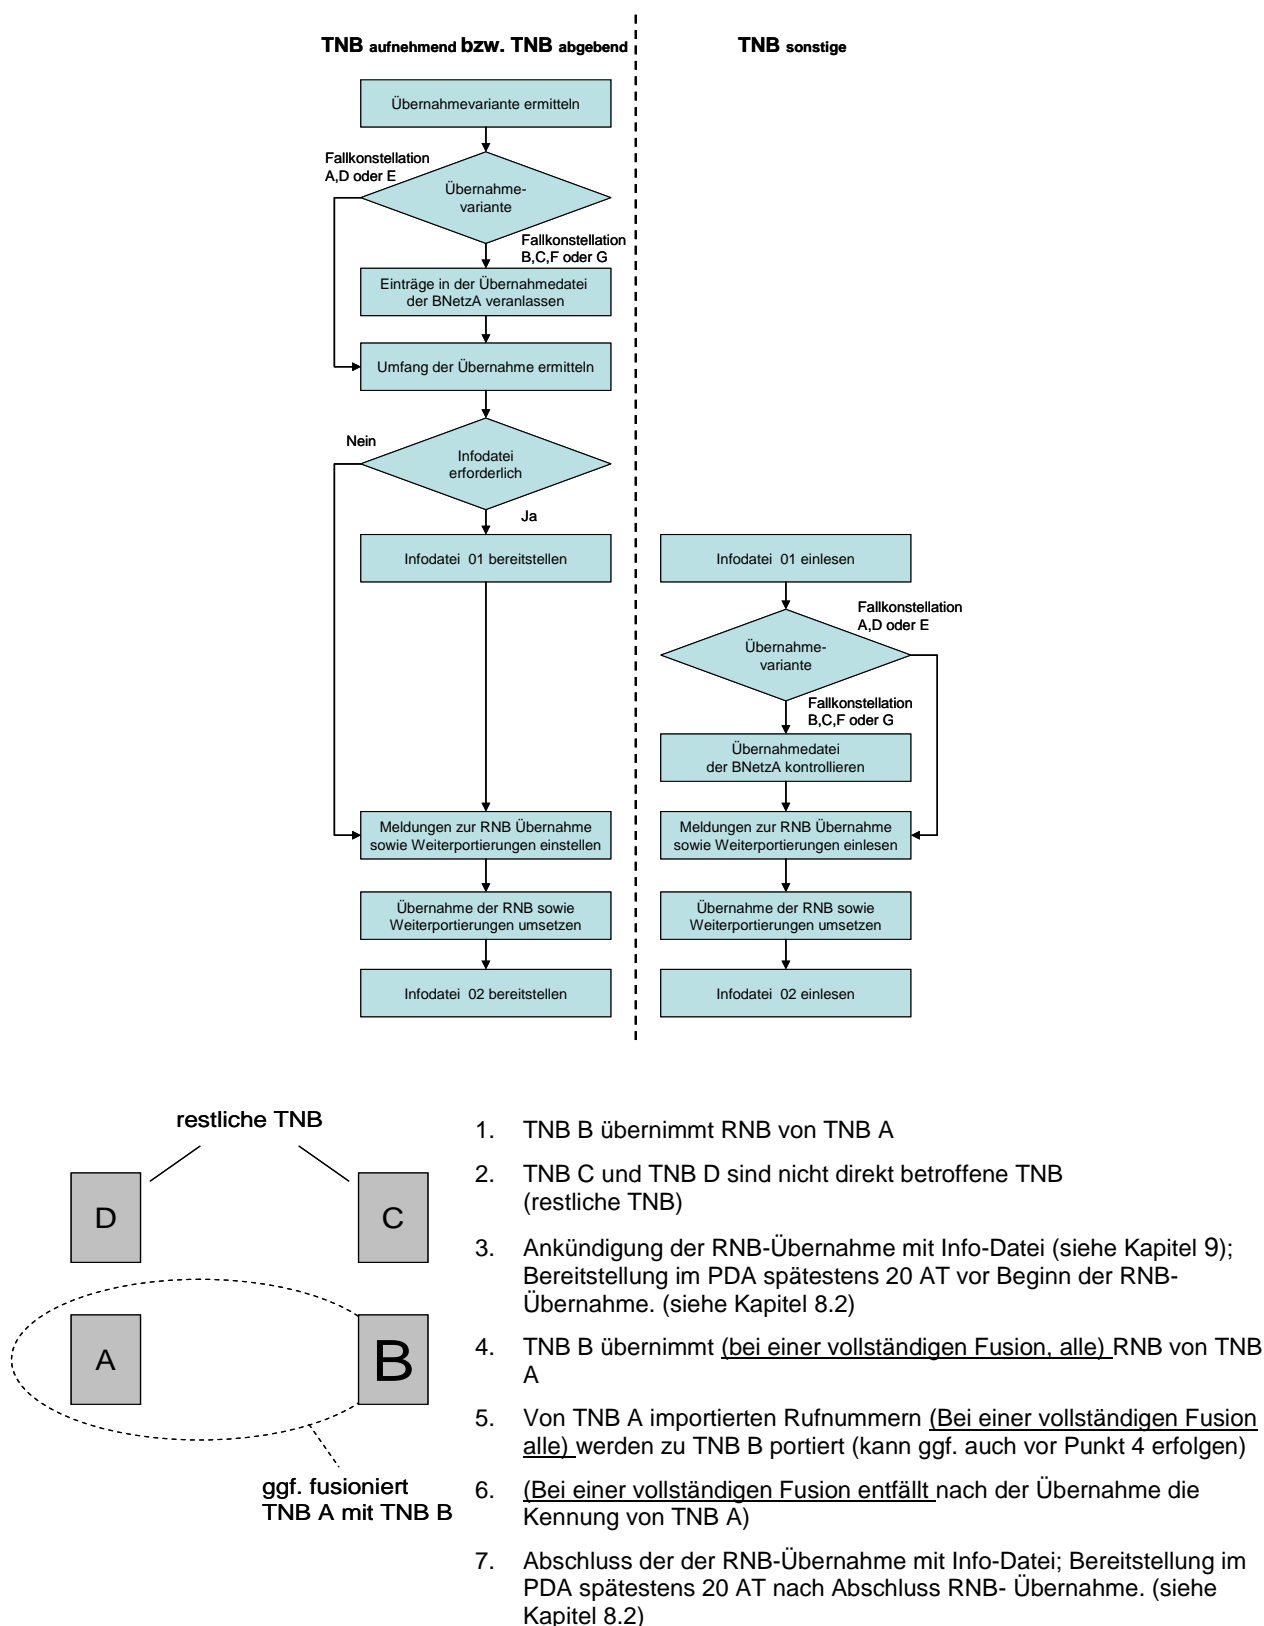 TNB aufnehmend bzw. TNB abgebend
TNB sonstige
Übernahmevariante ermitteln
Fallkonstellation
A,D oder E
Übernahme-
variante
Fallkonstellation
B,C,F oder G
Einträge in der Übernahmedatei
der BNetzA veranlassen
Umfang der Übernahme ermitteln
Nein
Infodatei
erforderlich
Ja
Infodatei 01 bereitstellen
Infodatei 01 einlesen
Fallkonstellation
A,D oder E
Übernahme-
variante
Fallkonstellation
B,C,F oder G
Übernahmedatei
der BNetzA kontrollieren
Meldungen zur RNB Übernahme
sowie Weiterportierungen einstellen
Meldungen zur RNB Übernahme
sowie Weiterportierungen einlesen
Übernahme der RNB sowie
Weiterportierungen umsetzen
Übernahme der RNB sowie
Weiterportierungen umsetzen
Infodatei 02 bereitstellen
Infodatei 02 einlesen
restliche TNB
D
C
A
B
ggf. fusioniert
TNB A mit TNB B
1. TNB B übernimmt RNB von TNB A
2. TNB C und TNB D sind nicht direkt betroffene TNB
(restliche TNB)
3. Ankündigung der RNB-Übernahme mit Info-Datei (siehe Kapitel 9);
Bereitstellung im PDA spätestens 20 AT vor Beginn der RNB-
Übernahme. (siehe Kapitel 8.2)
4. TNB B übernimmt (bei einer vollständigen Fusion, alle) RNB von TNB
A
5. Von TNB A importierten Rufnummern (Bei einer vollständigen Fusion
alle) werden zu TNB B portiert (kann ggf. auch vor Punkt 4 erfolgen)
6. (Bei einer vollständigen Fusion entfällt nach der Übernahme die
Kennung von TNB A)
7. Abschluss der der RNB-Übernahme mit Info-Datei; Bereitstellung im
PDA spätestens 20 AT nach Abschluss RNB- Übernahme. (siehe
Kapitel 8.2)